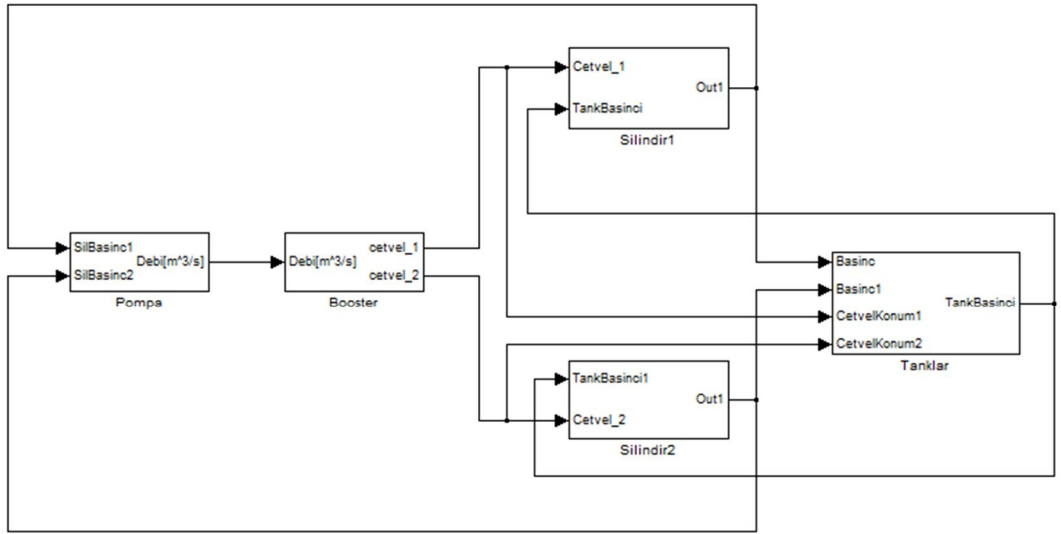 Cetvel_1
Out1
TankBasinci
Silindir1
SilBasinc1
Debi[m^3/s]
SilBasinc2
Pompa
cetvel_1
Debi[m^3/s]
cetvel_2
Booster
Basinc
Basinc1
TankBasinci
CetvelKonum1
CetvelKonum2
Tanklar
TankBasinci1
Out1
Cetvel_2
Silindir2